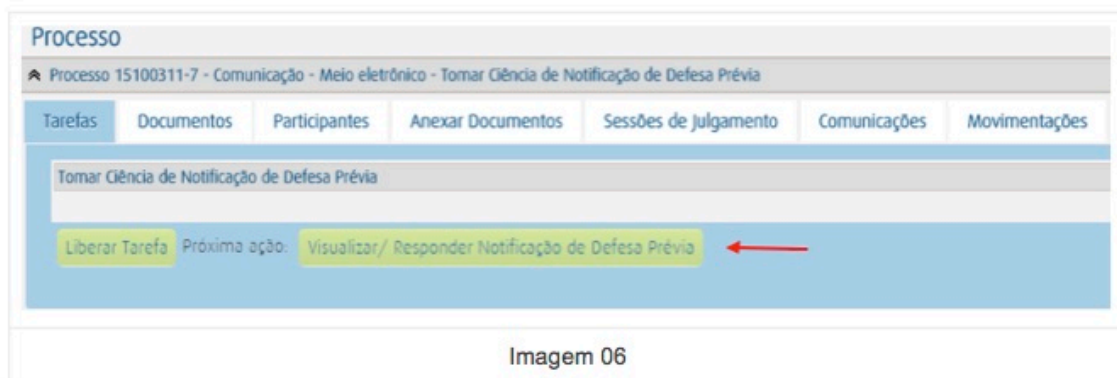 Processo
Processo 15100311-7 - Comunicação - Meio eletrônico - Tomar Ciência de Notificação de Defesa Prévia
Tarefas Documentos Participantes Anexar Documentos Sessões de Julgamento Comunicações Movimentações
Tomar Ciência de Notificação de Defesa Prévia
Liberar Tarefa Próxima ação: Visualizar/ Responder Notificação de Defesa Prévia
Imagem 06